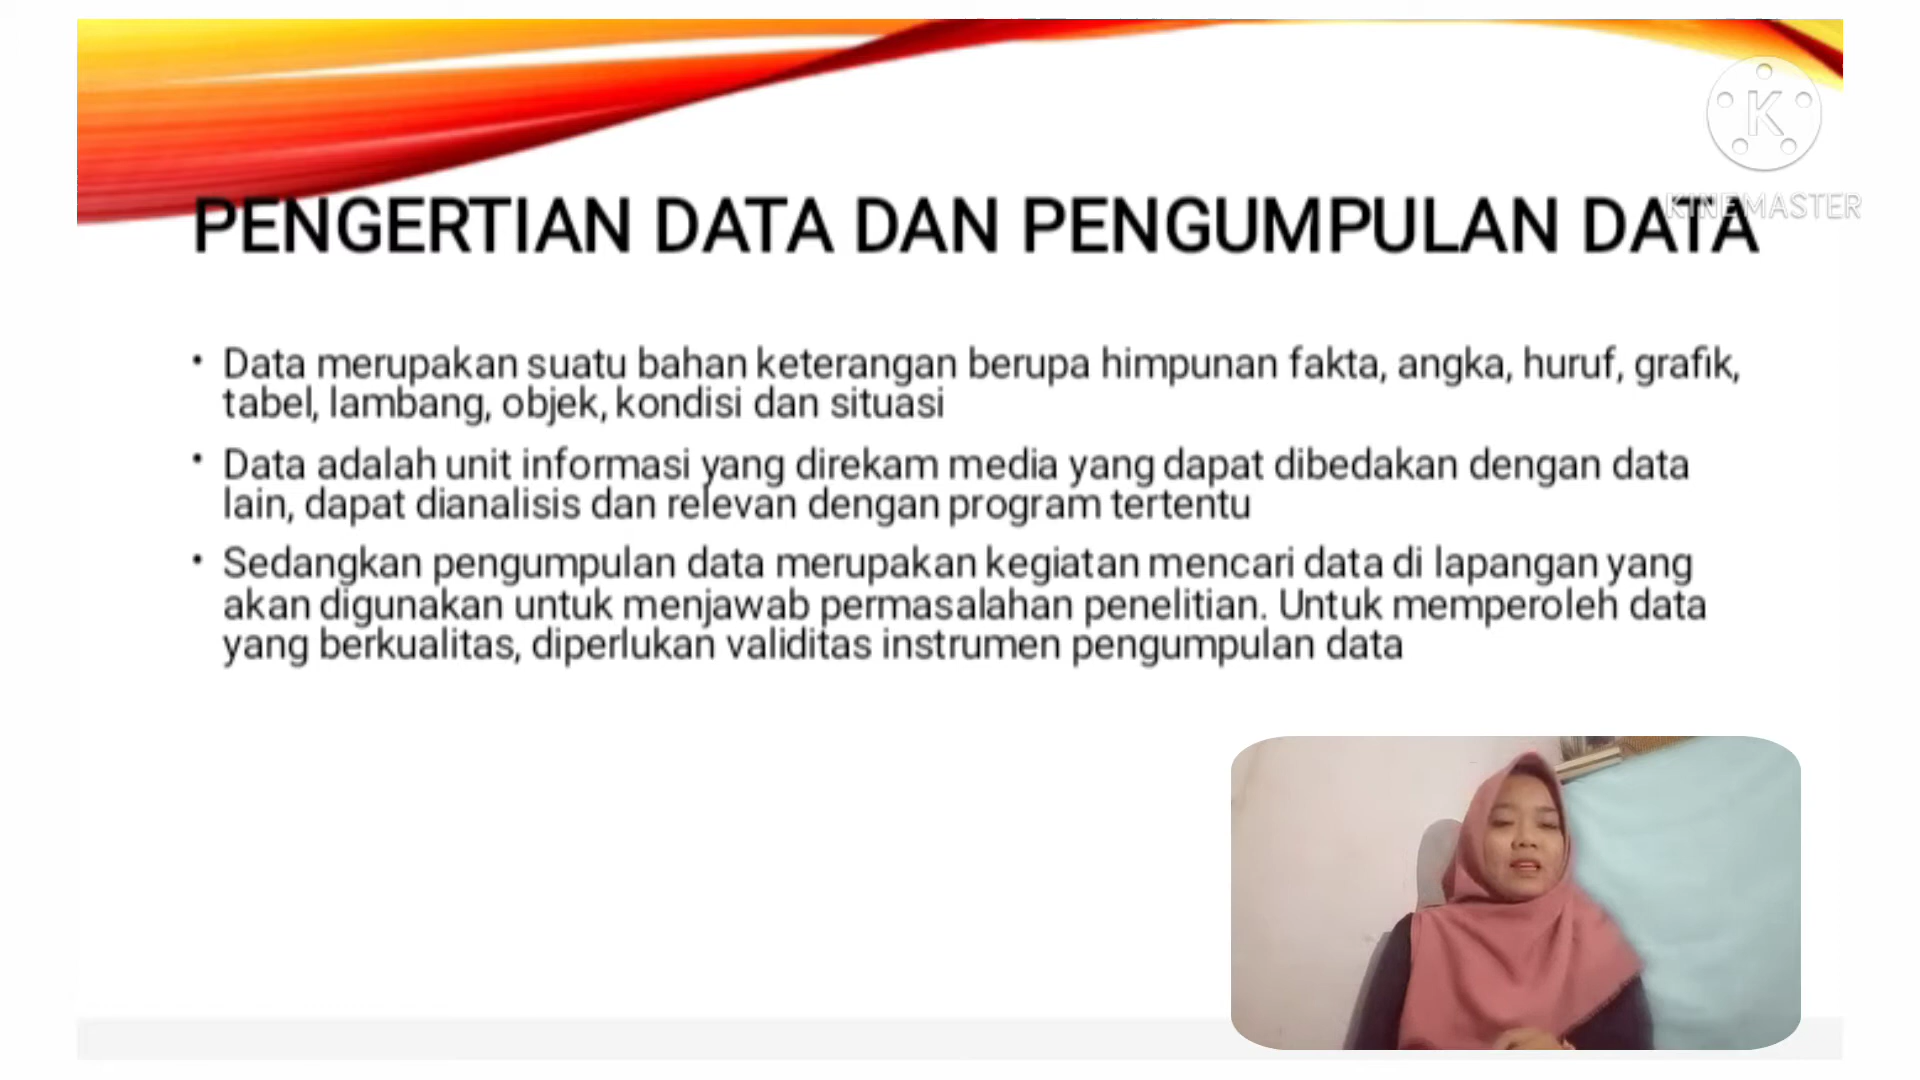 K
KINEMASTER
PENGERTIAN DATA DAN PENGUMPULAN DATA
• Data merupakan suatu bahan keterangan berupa himpunan fakta, angka, huruf, grafik,
tabel, lambang, objek, kondisi dan situasi
• Data adalah unit informasi yang direkam media yang dapat dibedakan dengan data
lain, dapat dianalisis dan relevan dengan program tertentu
• Sedangkan pengumpulan data merupakan kegiatan mencari data di lapangan yang
akan digunakan untuk menjawab permasalahan penelitian. Untuk memperoleh data
yang berkualitas, diperlukan validitas instrumen pengumpulan data